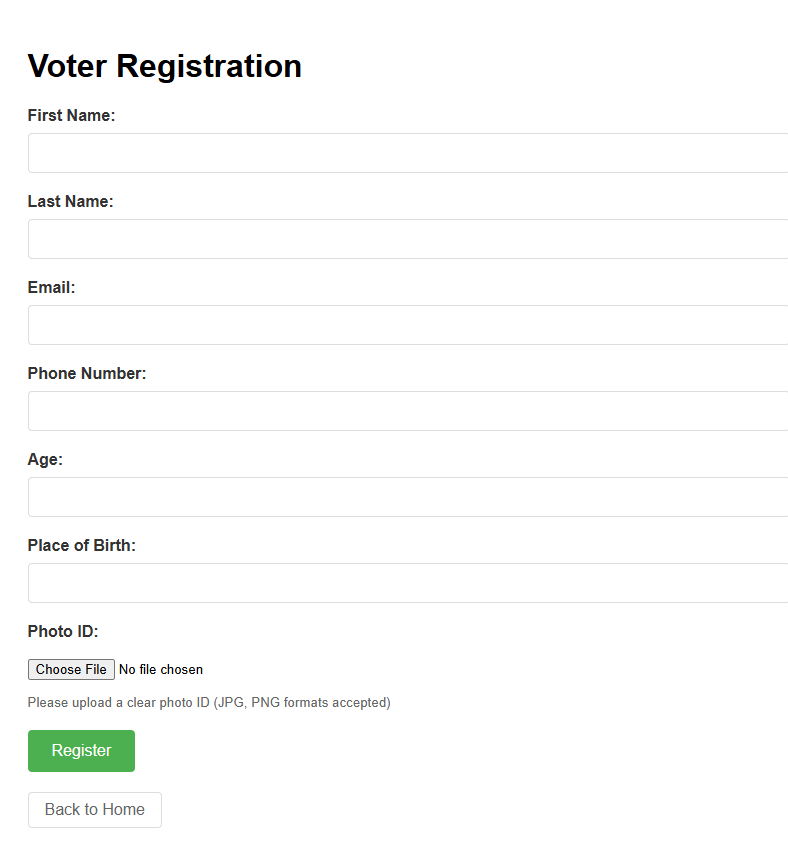 Voter Registration
First Name:
Last Name:
Email:
Phone Number:
Age:
Place of Birth:
Photo ID:
Choose File No file chosen
Please upload a clear photo ID (JPG, PNG formats accepted)
Register
Back to Home